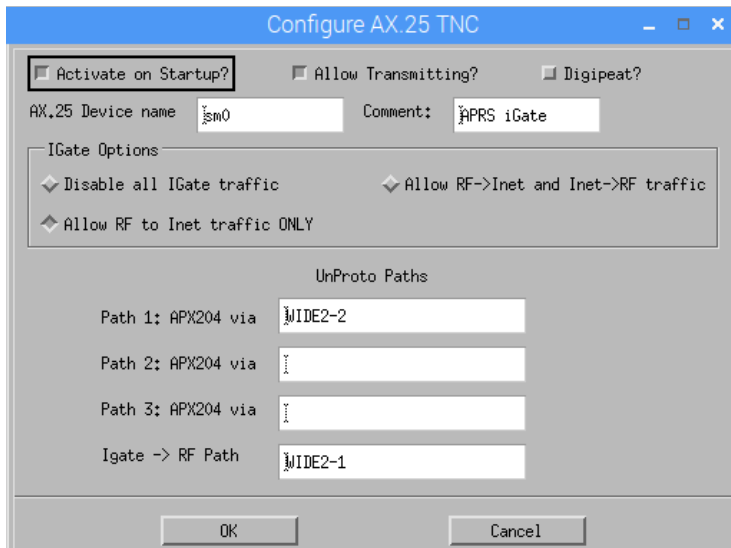 Configure AX.25 TNC
Activate on Startup? Allow Transmitting? Digipeat?
AX.25 Device name sm0 Comment: APRS iGate
IGate Options
Disable all IGate traffic Allow RF->Inet and Inet->RF traffic
Allow RF to Inet traffic ONLY
UnProto Paths
Path 1: APX204 via WIDE2-2
Path 2: APX204 via
Path 3: APX204 via
Igate -> RF Path WIDE2-1
OK Cancel